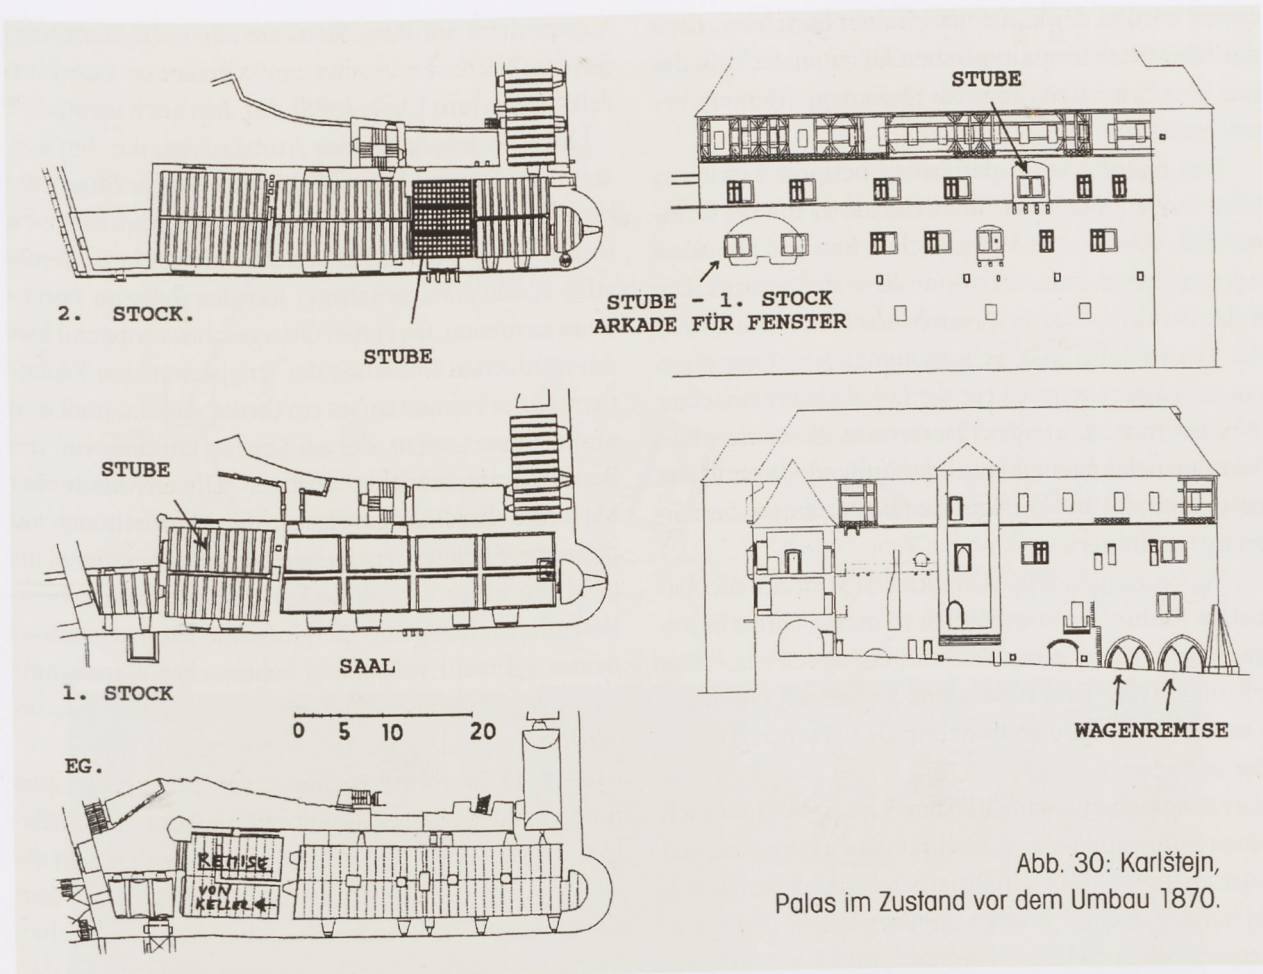 2. STOCK.
STUBE
STUBE
SAAL
1. STOCK
0 5 10 20
EG.
REMISE
VON
KELLER
STUBE
STUBE - 1. STOCK
ARKADE FÜR FENSTER
WAGENREMISE
Abb. 30: Karlštejn,
Palas im Zustand vor dem Umbau 1870.